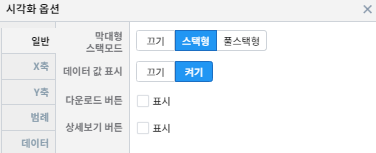 시각화 옵션
일반
X축
Y축
범례
데이터
막대형
스택모드
끄기 스택형 풀스택형
데이터 값 표시
끄기 켜기
다운로드 버튼
표시
상세보기 버튼
표시